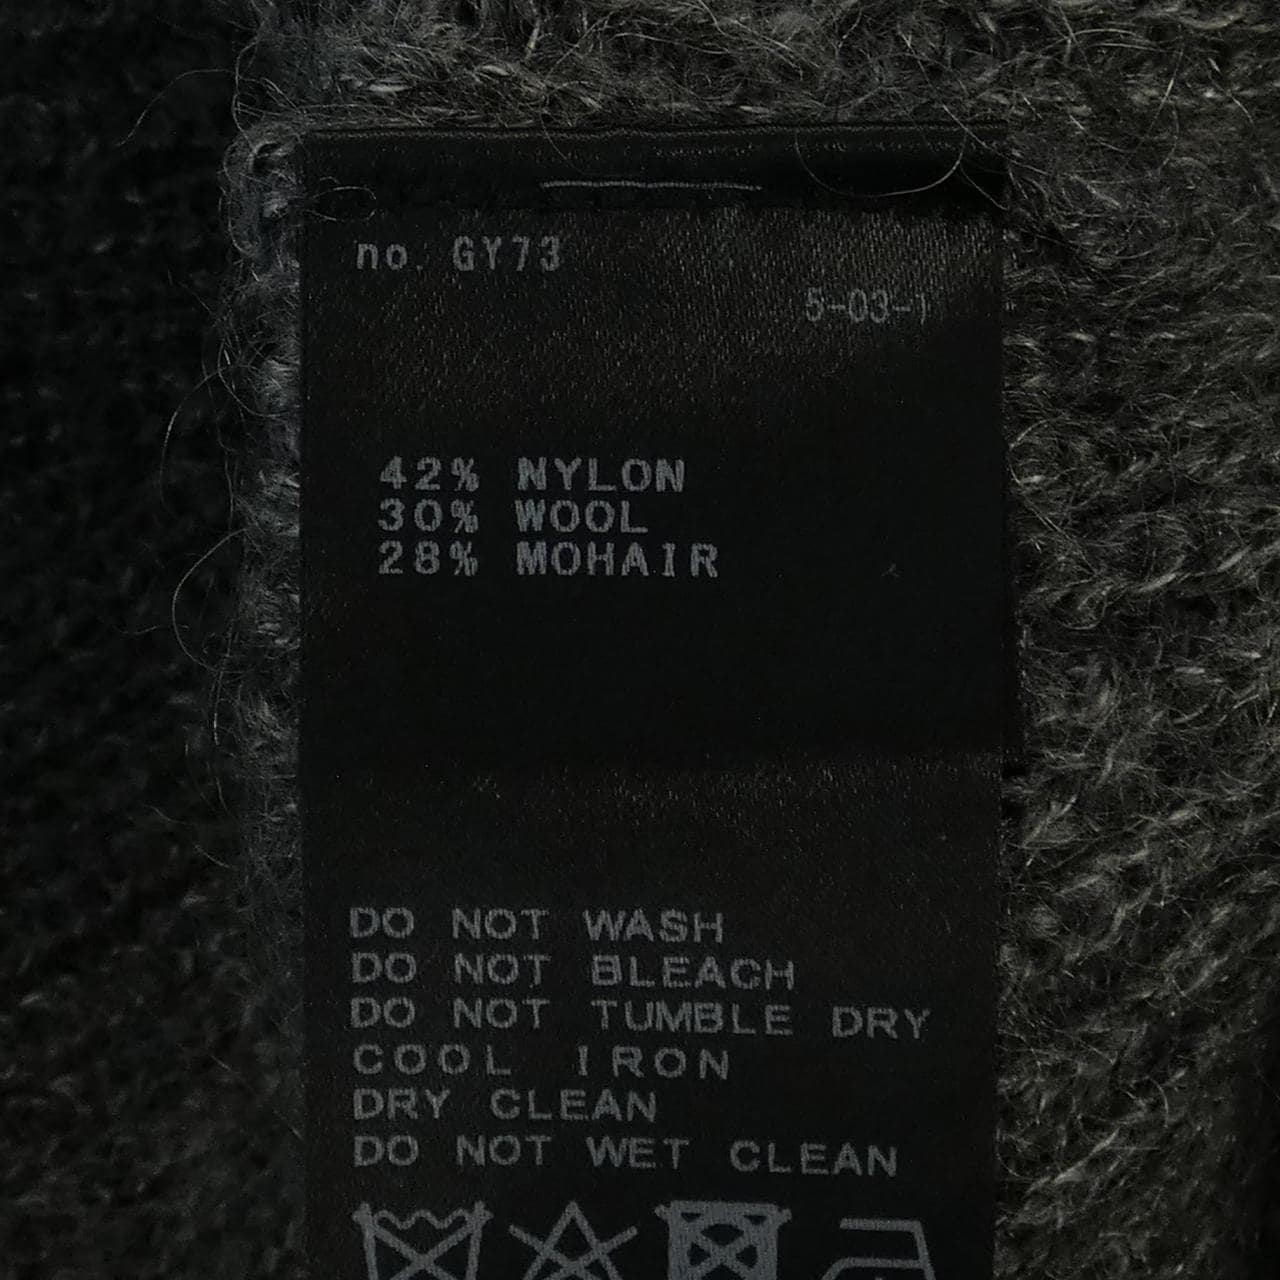 no. GY73
5-03-1
42% NYLON
30% WOOL
28% MOHAIR
DO NOT WASH
DO NOT BLEACH
DO NOT TUMBLE DRY
COOL IRON
DRY CLEAN
DO NOT WET CLEAN